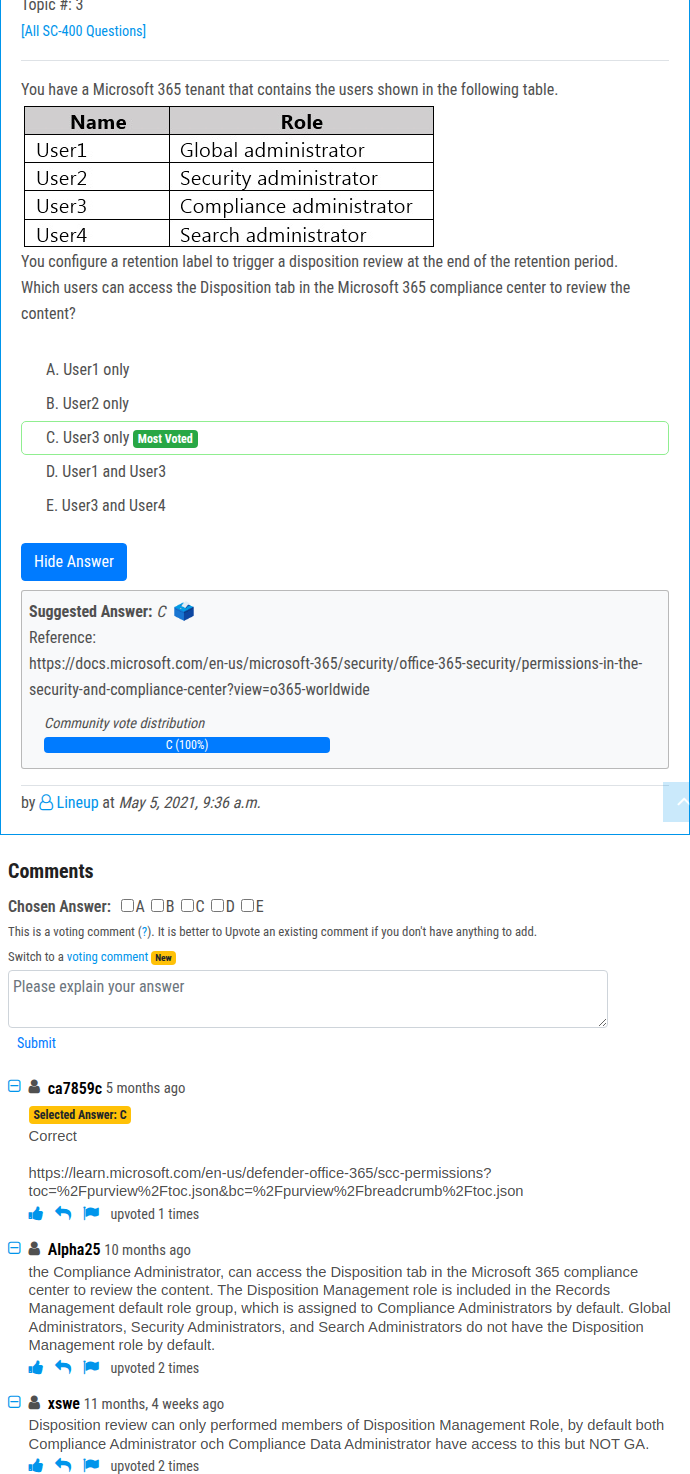 Topic #: 3
[All SC-400 Questions]
You have a Microsoft 365 tenant that contains the users shown in the following table.
Name Role
User1 Global administrator
User2 Security administrator
User3 Compliance administrator
User4 Search administrator
You configure a retention label to trigger a disposition review at the end of the retention period.
Which users can access the Disposition tab in the Microsoft 365 compliance center to review the
content?
A. User1 only
B. User2 only
C. User3 only Most Voted
D. User1 and User3
E. User3 and User4
Hide Answer
Suggested Answer: C
Reference:
https://docs.microsoft.com/en-us/microsoft-365/security/office-365-security/permissions-in-the-
security-and-compliance-center?view=o365-worldwide
Community vote distribution
C (100%)
by Lineup at May 5, 2021, 9:36 a.m.
Comments
Chosen Answer: A B C D E
This is a voting comment (?). It is better to Upvote an existing comment if you don't have anything to add.
Switch to a voting comment New
Please explain your answer
Submit
ca7859c 5 months ago
Selected Answer: C
Correct
https://learn.microsoft.com/en-us/defender-office-365/scc-permissions?
toc=%2Fpurview%2Ftoc.json&bc=%2Fpurview%2Fbreadcrumb%2Ftoc.json
upvoted 1 times
Alpha25 10 months ago
the Compliance Administrator, can access the Disposition tab in the Microsoft 365 compliance
center to review the content. The Disposition Management role is included in the Records
Management default role group, which is assigned to Compliance Administrators by default. Global
Administrators, Security Administrators, and Search Administrators do not have the Disposition
Management role by default.
upvoted 2 times
xswe 11 months, 4 weeks ago
Disposition review can only performed members of Disposition Management Role, by default both
Compliance Administrator och Compliance Data Administrator have access to this but NOT GA.
upvoted 2 times